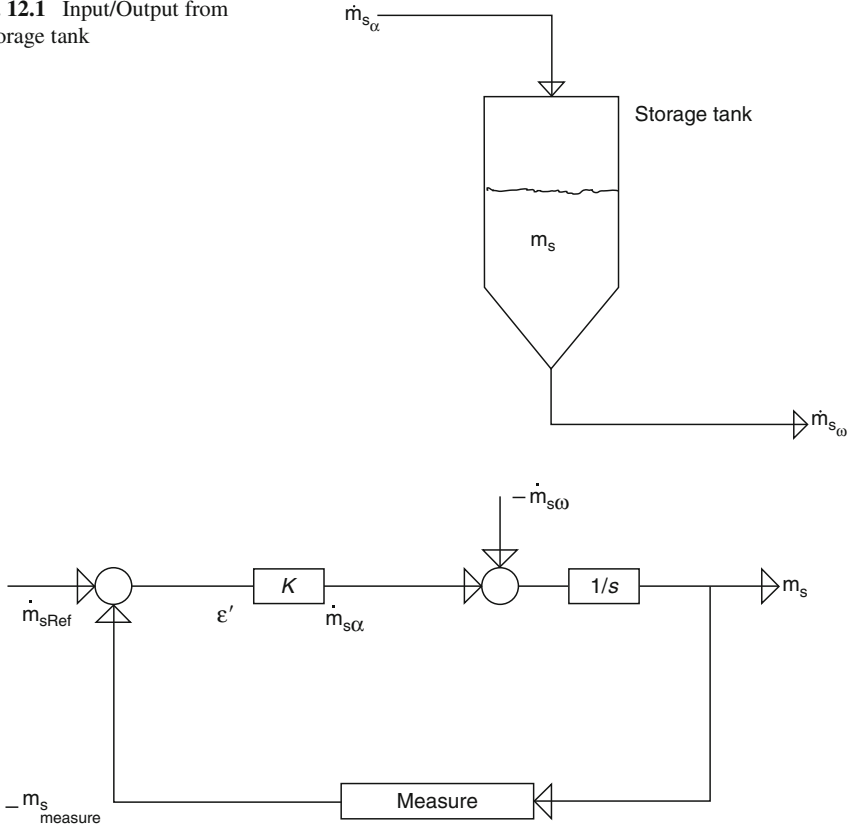 12.1 Input/Output from
orage tank
ṁsα
Storage tank
ms
ṁsω
−ṁsω
K
1/s
ms
ṁsRef
ε′
ṁsα
−ms
measure
Measure